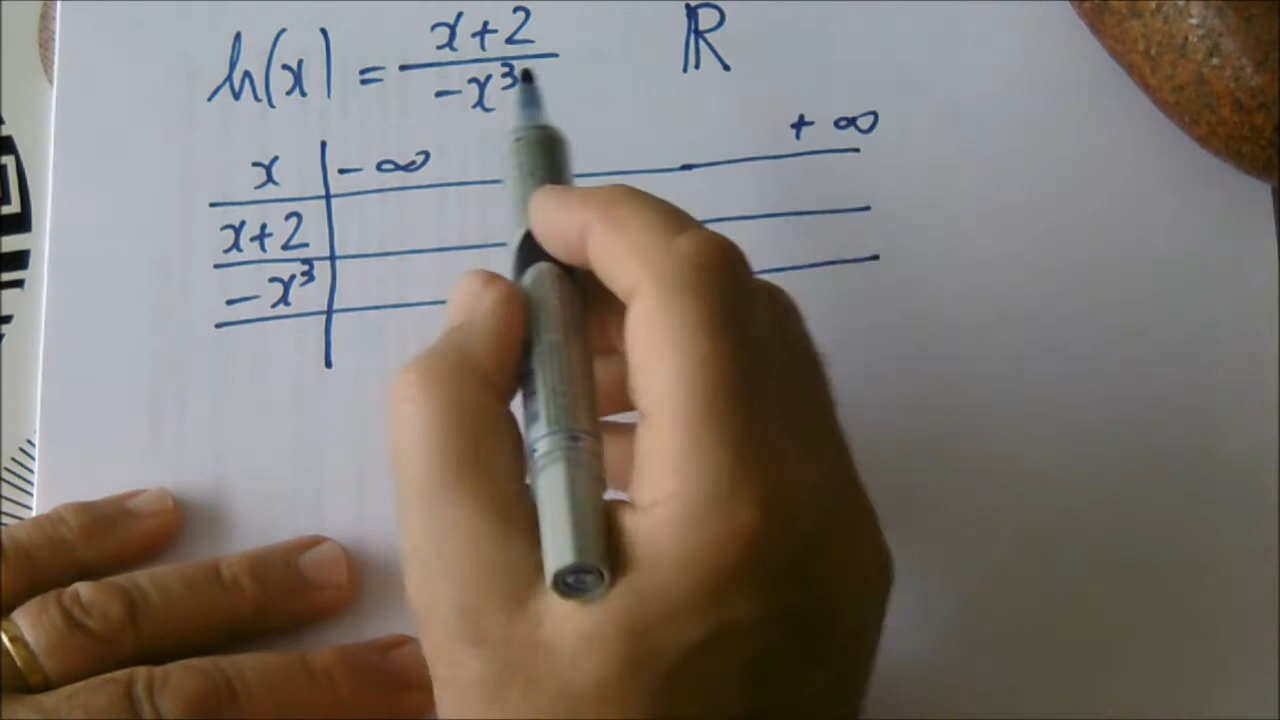 h(x) = x+2 / -x³ ℝ
x -∞ +∞
x+2
-x³